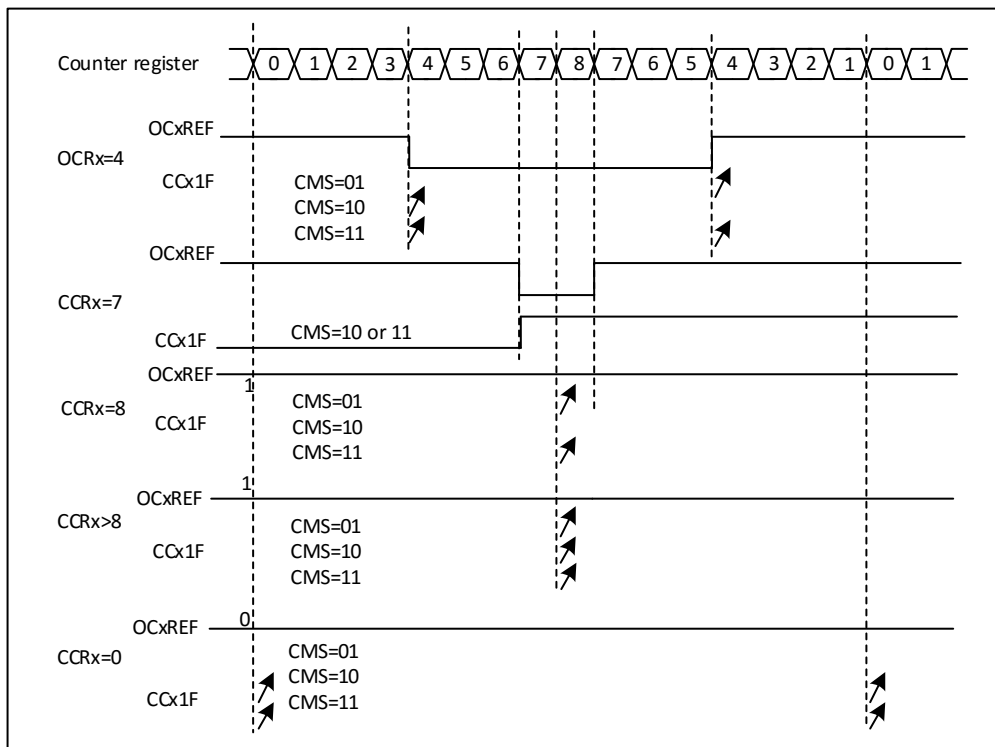 Counter register 0 1 2 3 4 5 6 7 8 7 6 5 4 3 2 1 0 1
OCxREF
OCRx=4
CCx1F
CMS=01
CMS=10
CMS=11
OCxREF
CCRx=7
CCx1F
CMS=10 or 11
OCxREF
1
CCRx=8
CCx1F
CMS=01
CMS=10
CMS=11
OCxREF
1
CCRx>8
CCx1F
CMS=01
CMS=10
CMS=11
OCxREF
0
CCRx=0
CCx1F
CMS=01
CMS=10
CMS=11